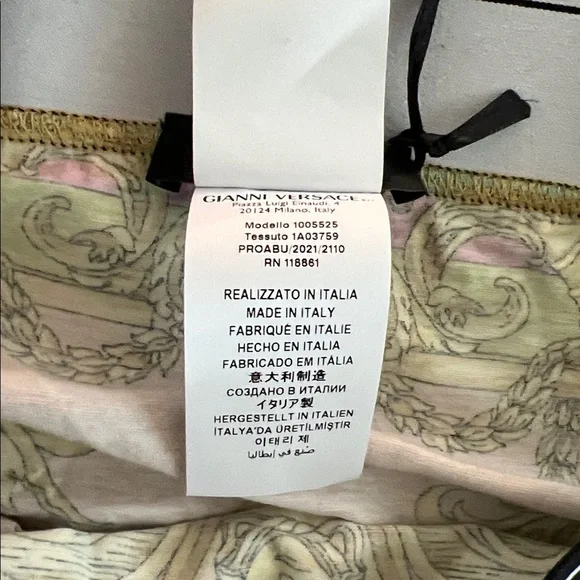 GIANNI VERSACE
Piazza Luigi Einaudi, 4
20124 Milano, Italy
Modello 1005525
Tessuto 1A03759
PROABU/2021/2110
RN 118861
REALIZZATO IN ITALIA
MADE IN ITALY
FABRIQUÉ EN ITALIE
HECHO EN ITALIA
FABRICADO EM ITÁLIA
意大利制造
СОЗДАНО В ИТАЛИИ
イタリア製
HERGESTELLT IN ITALIEN
İTALYA'DA ÜRETİLMİŞTİR
이태리 제
صُنع في إيطاليا